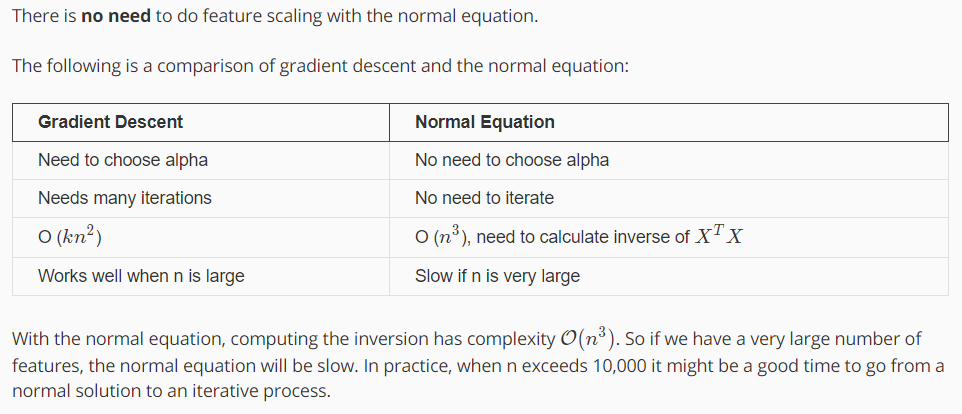 There is no need to do feature scaling with the normal equation.
The following is a comparison of gradient descent and the normal equation:
Gradient Descent Normal Equation
Need to choose alpha No need to choose alpha
Needs many iterations No need to iterate
O (kn²) O (n³), need to calculate inverse of XᵀX
Works well when n is large Slow if n is very large
With the normal equation, computing the inversion has complexity 𝒪(n³). So if we have a very large number of
features, the normal equation will be slow. In practice, when n exceeds 10,000 it might be a good time to go from a
normal solution to an iterative process.